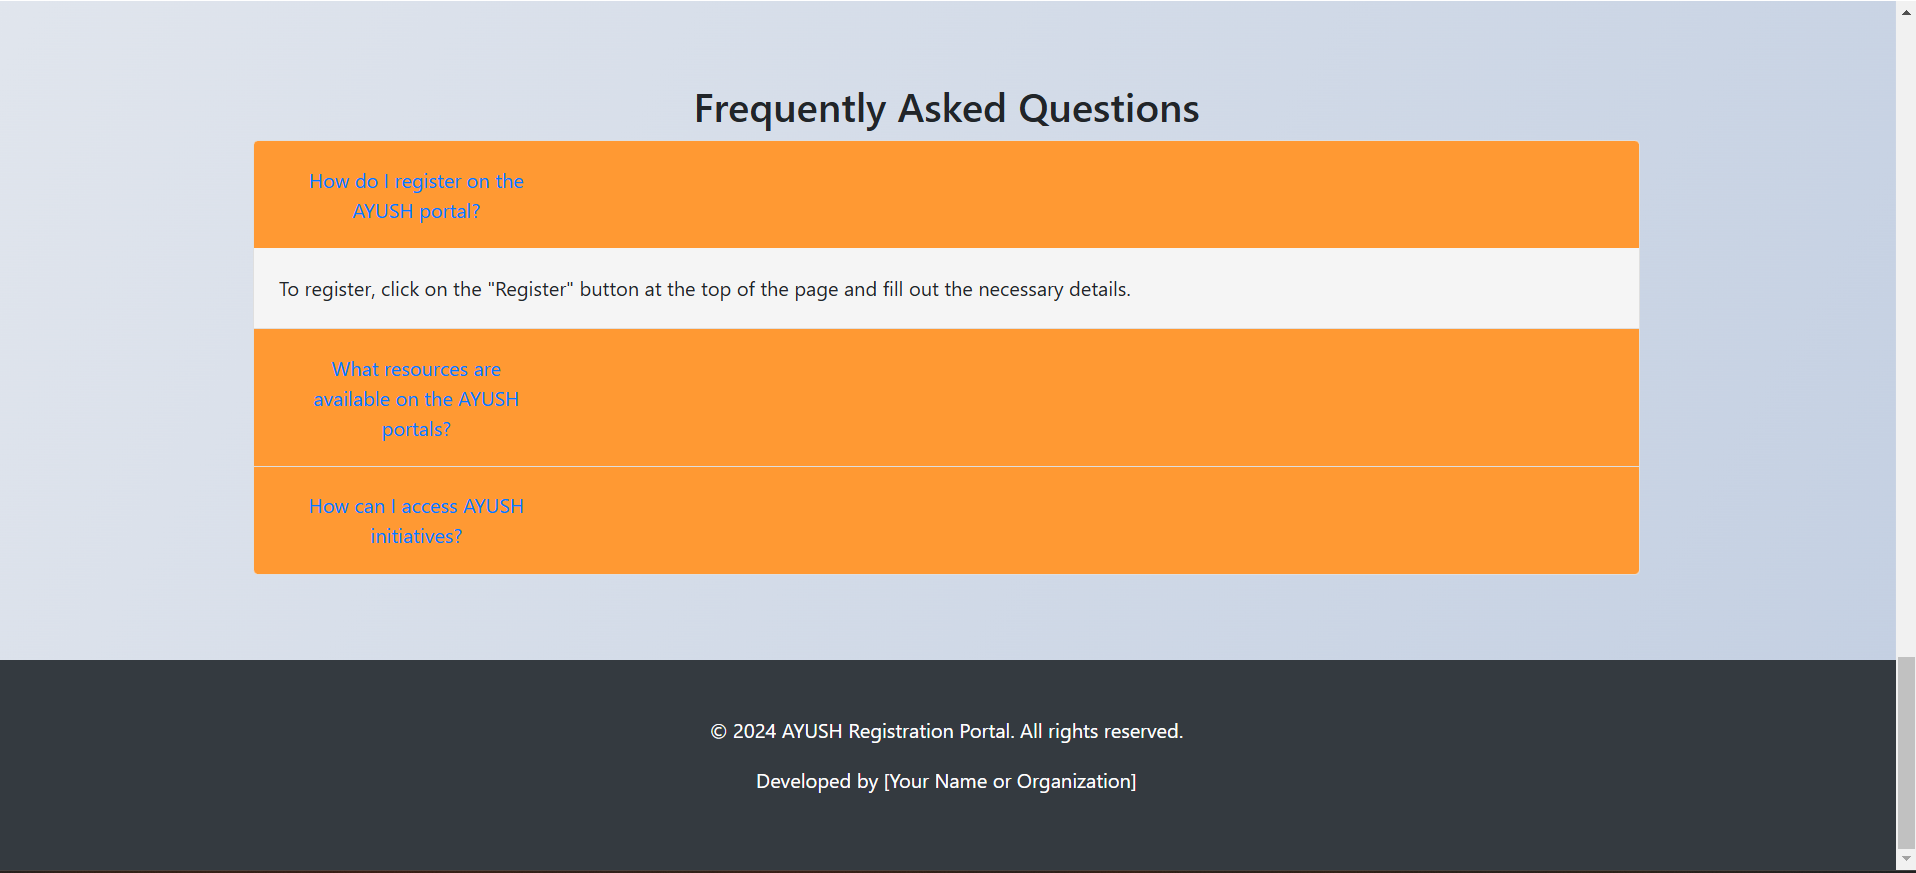 Frequently Asked Questions
How do I register on the
AYUSH portal?
To register, click on the "Register" button at the top of the page and fill out the necessary details.
What resources are
available on the AYUSH
portals?
How can I access AYUSH
initiatives?
© 2024 AYUSH Registration Portal. All rights reserved.
Developed by [Your Name or Organization]